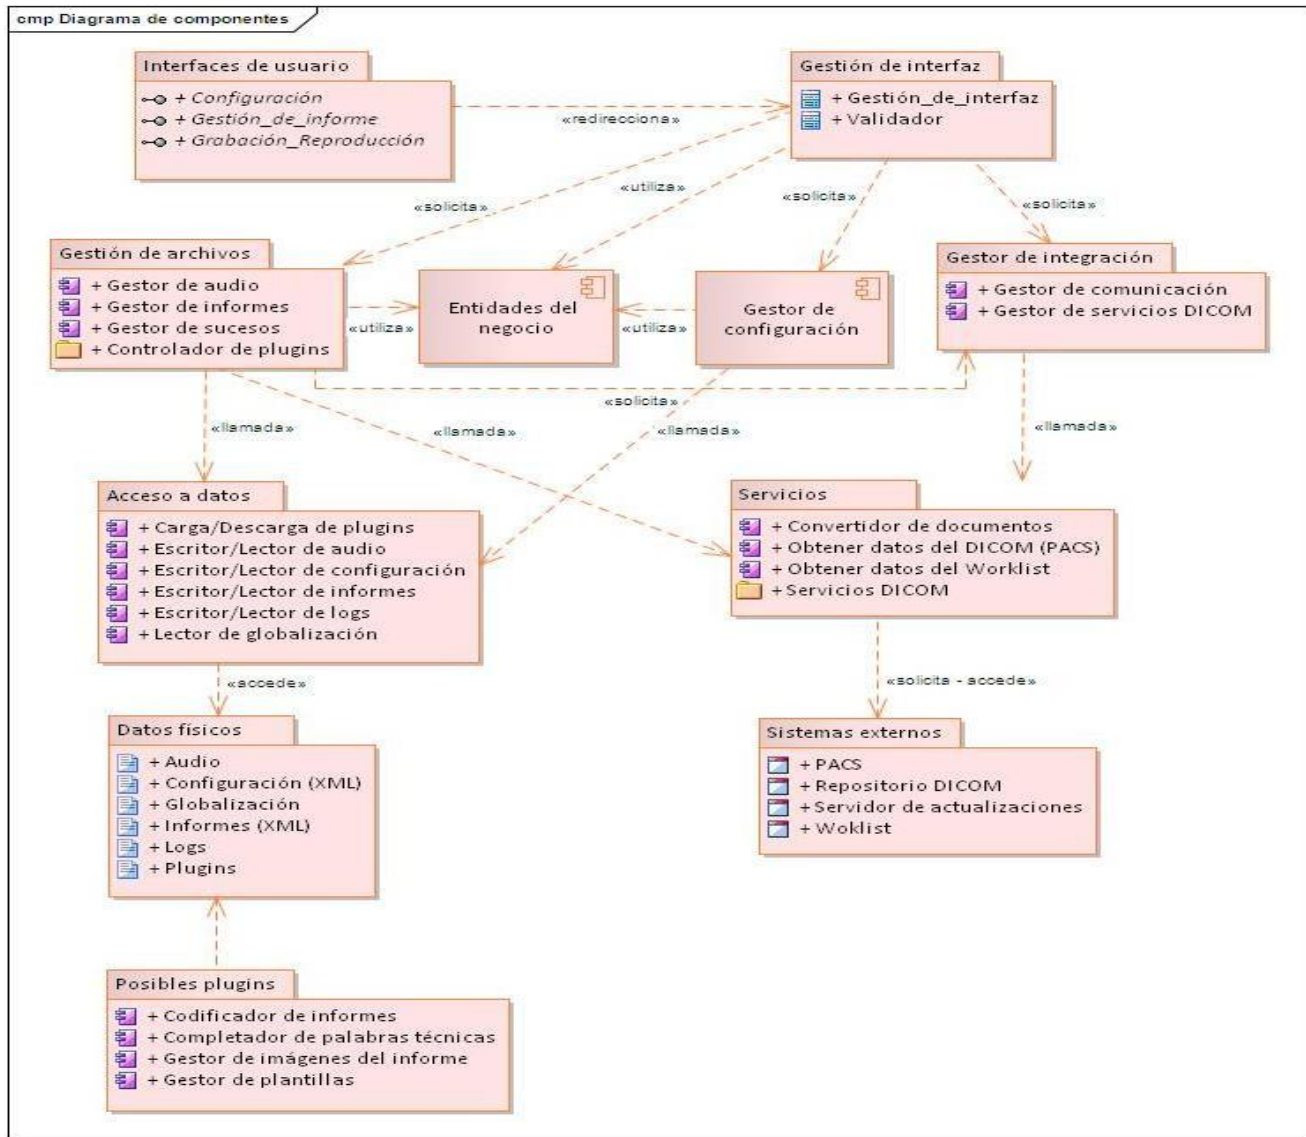 cmp Diagrama de componentes
Interfaces de usuario
+ Configuración
+ Gestión_de_informe
+ Grabación_Reproducción
«redirecciona»
Gestión de interfaz
+ Gestión_de_interfaz
+ Validador
«solicita»
«utiliza»
«solicita»
«solicita»
Gestión de archivos
+ Gestor de audio
+ Gestor de informes
+ Gestor de sucesos
+ Controlador de plugins
«utiliza»
Entidades del
negocio
«utiliza»
Gestor de
configuración
Gestor de integración
+ Gestor de comunicación
+ Gestor de servicios DICOM
«solicita»
«llamada»
«llamada»
«llamada»
«llamada»
Acceso a datos
+ Carga/Descarga de plugins
+ Escritor/Lector de audio
+ Escritor/Lector de configuración
+ Escritor/Lector de informes
+ Escritor/Lector de logs
+ Lector de globalización
Servicios
+ Convertidor de documentos
+ Obtener datos del DICOM (PACS)
+ Obtener datos del Worklist
+ Servicios DICOM
«accede»
«solicita - accede»
Datos físicos
+ Audio
+ Configuración (XML)
+ Globalización
+ Informes (XML)
+ Logs
+ Plugins
Sistemas externos
+ PACS
+ Repositorio DICOM
+ Servidor de actualizaciones
+ Woklist
Posibles plugins
+ Codificador de informes
+ Completador de palabras técnicas
+ Gestor de imágenes del informe
+ Gestor de plantillas